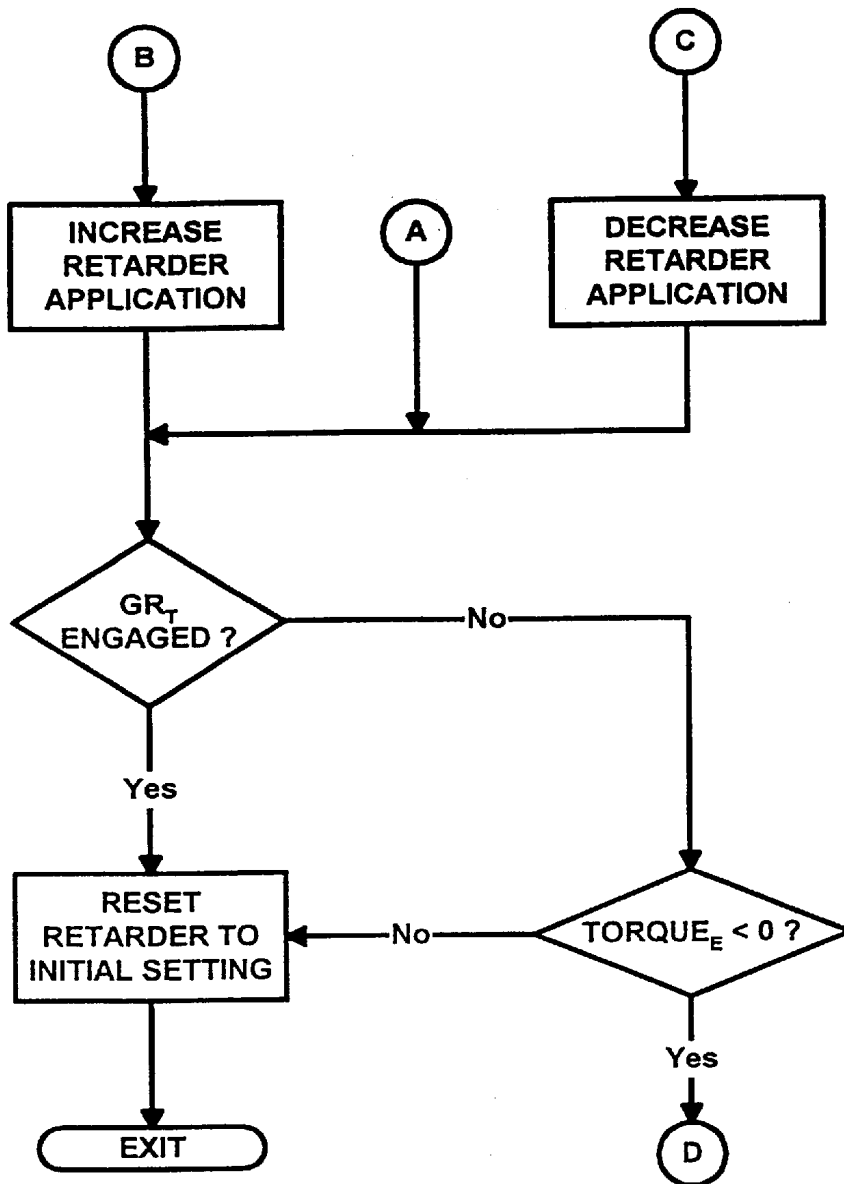 B
C
A
INCREASE
RETARDER
APPLICATION
DECREASE
RETARDER
APPLICATION
GR_T
ENGAGED ?
No
Yes
RESET
RETARDER TO
INITIAL SETTING
No
TORQUE_E < 0 ?
Yes
EXIT
D